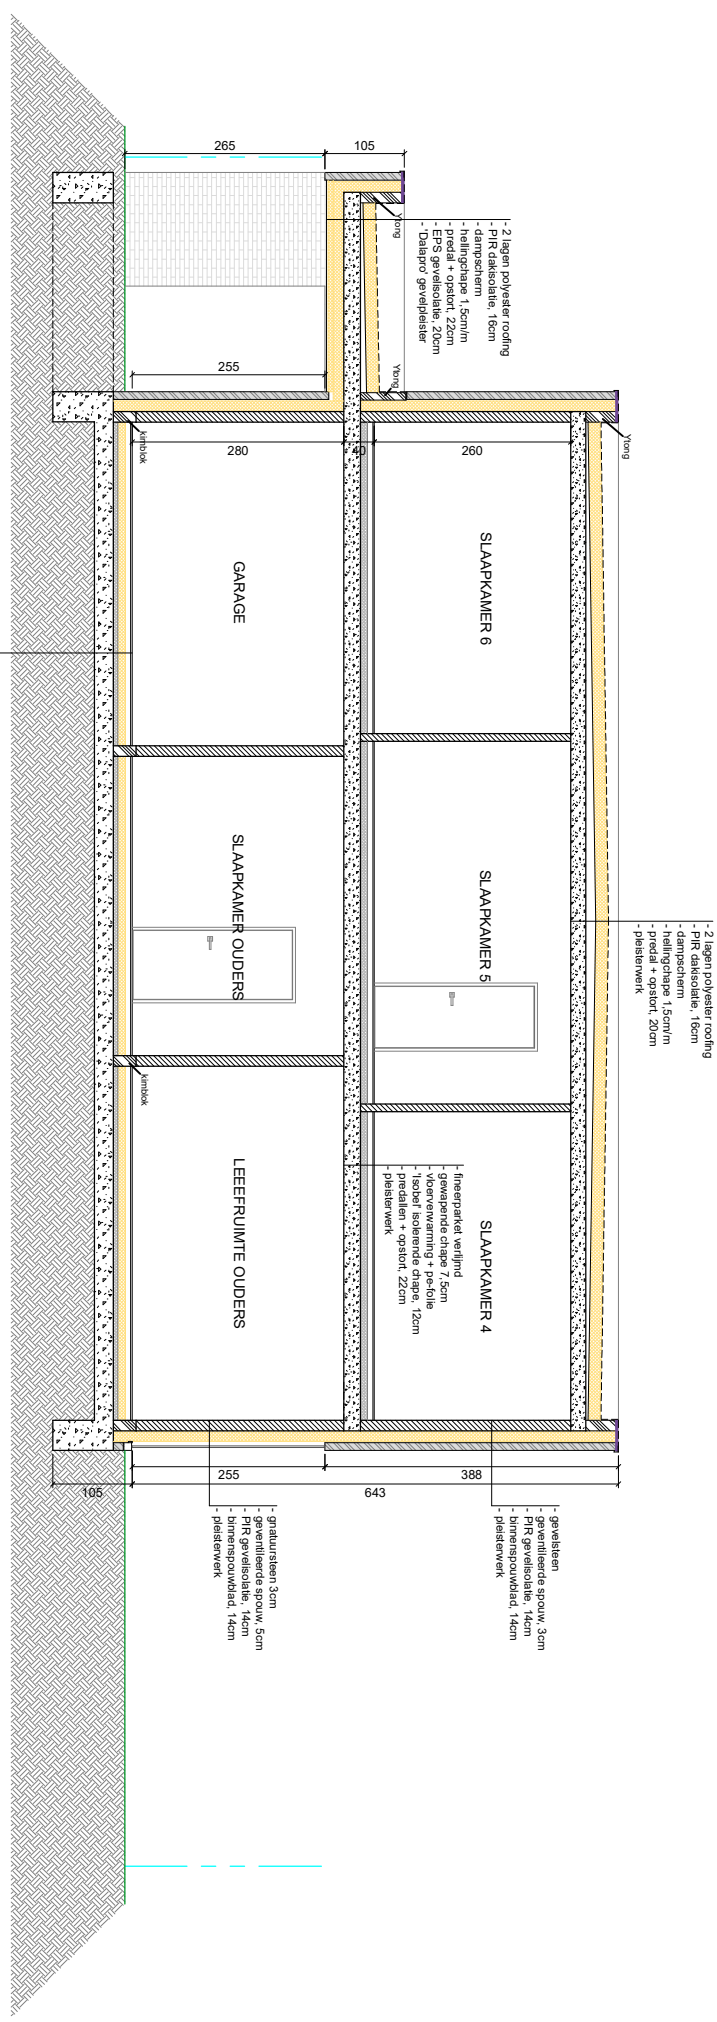 265
105
- 2 lagen polyester roofing
- PIR dakisolatie, 16cm
- dampscherm
- hellingchape 1,5cm/m
- predal + opstort, 22cm
- EPS gevelisolatie, 20cm
- 'Dalapro' gevelpleister
Ytong
Ytong
Ytong
255
280
40
260
kimblok
GARAGE
SLAAPKAMER 6
- 2 lagen polyester roofing
- PIR dakisolatie, 16cm
- dampscherm
- hellingchape 1,5cm/m
- predal + opstort, 20cm
- pleisterwerk
SLAAPKAMER OUDERS
SLAAPKAMER 5
kimblok
- fineerparket verlijmd
- gewapende chape 7,5cm
- vloerverwarming + pe-folie
- 'Isobel' isolerende chape, 12cm
- predallen + opstort, 22cm
- pleisterwerk
LEEEFRUIMTE OUDERS
SLAAPKAMER 4
255
388
105
643
- gevelsteen
- geventileerde spouw, 3cm
- PIR gevelisolatie, 14cm
- binnenspouwblad, 14cm
- pleisterwerk
- gnatuursteen 3cm
- geventileerde spouw, 5cm
- PIR gevelisolatie, 14cm
- binnenspouwblad, 14cm
- pleisterwerk